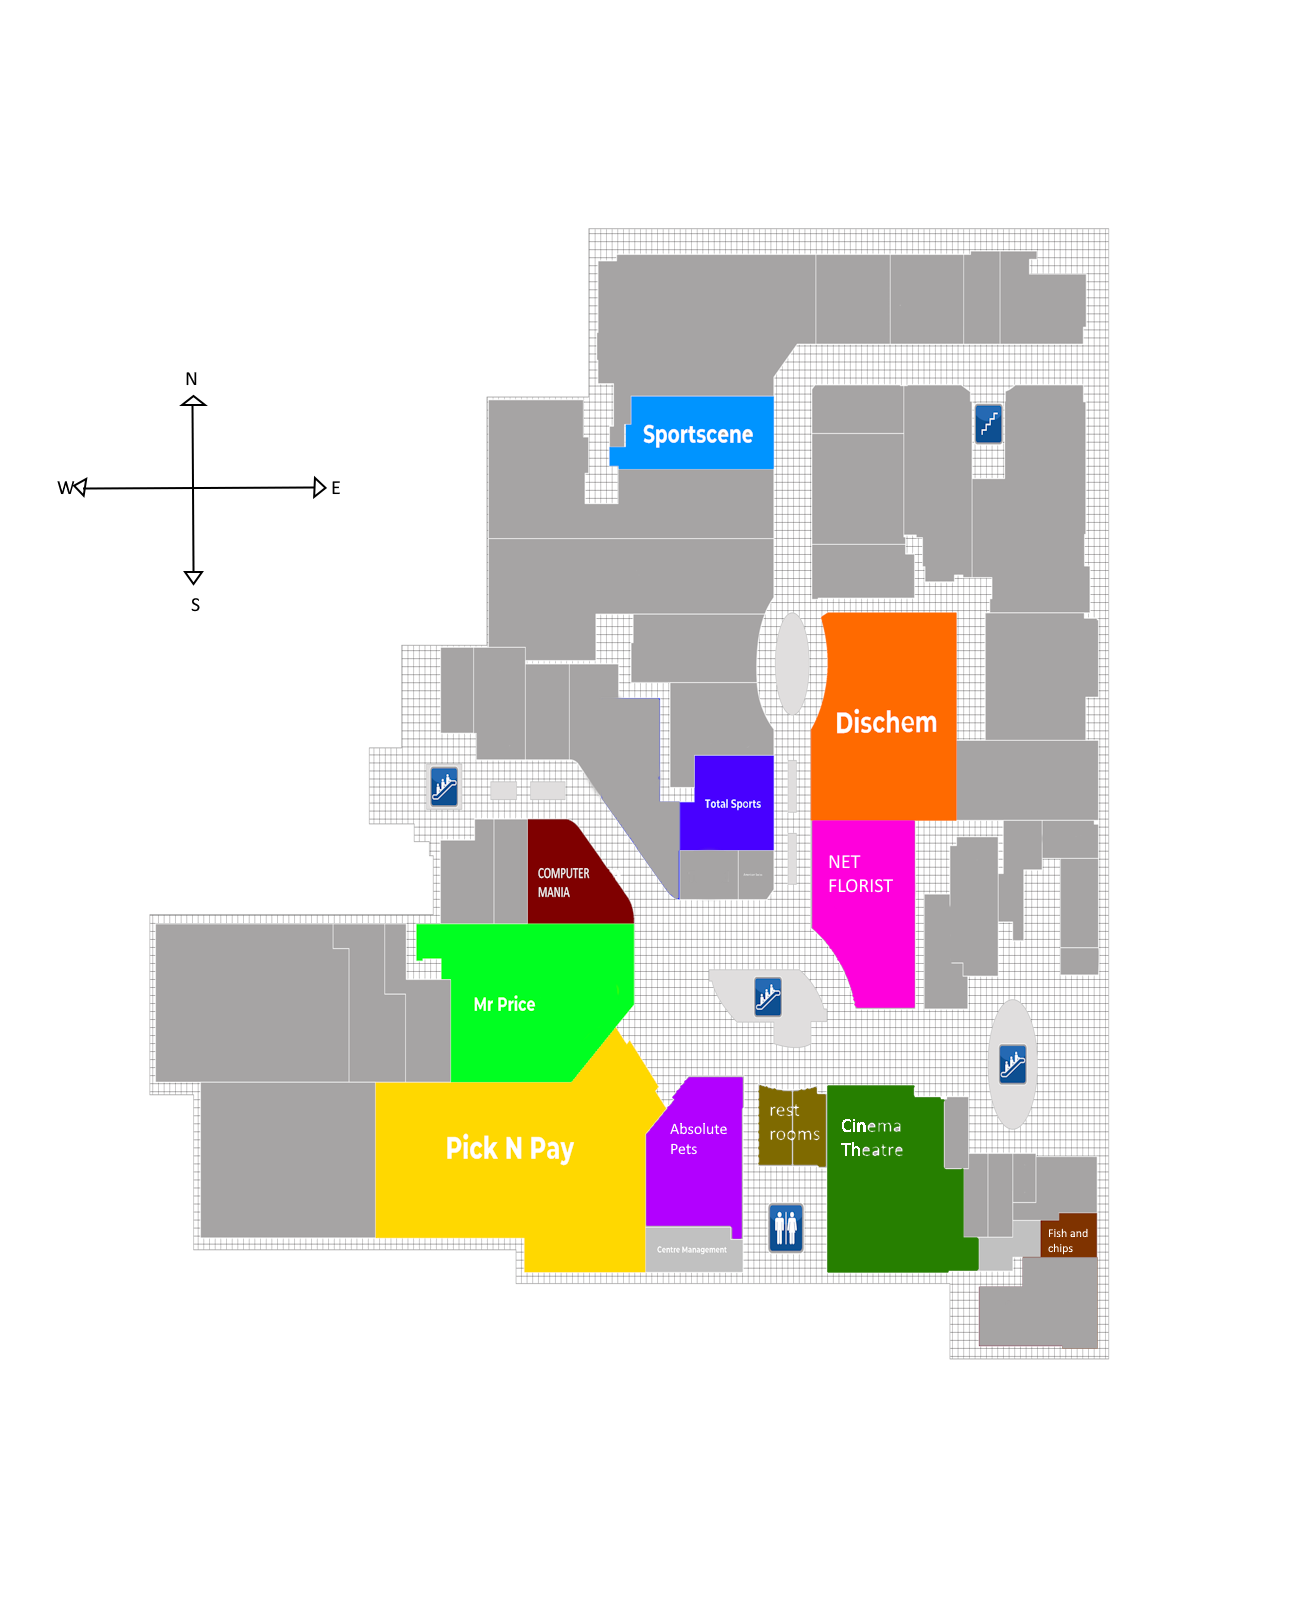 N
W
E
S
Sportscene
Dischem
Total Sports
NET
FLORIST
COMPUTER
MANIA
Mr Price
Pick N Pay
Absolute
Pets
rest
rooms
Cinema
Theatre
Centre Management
Fish and
chips